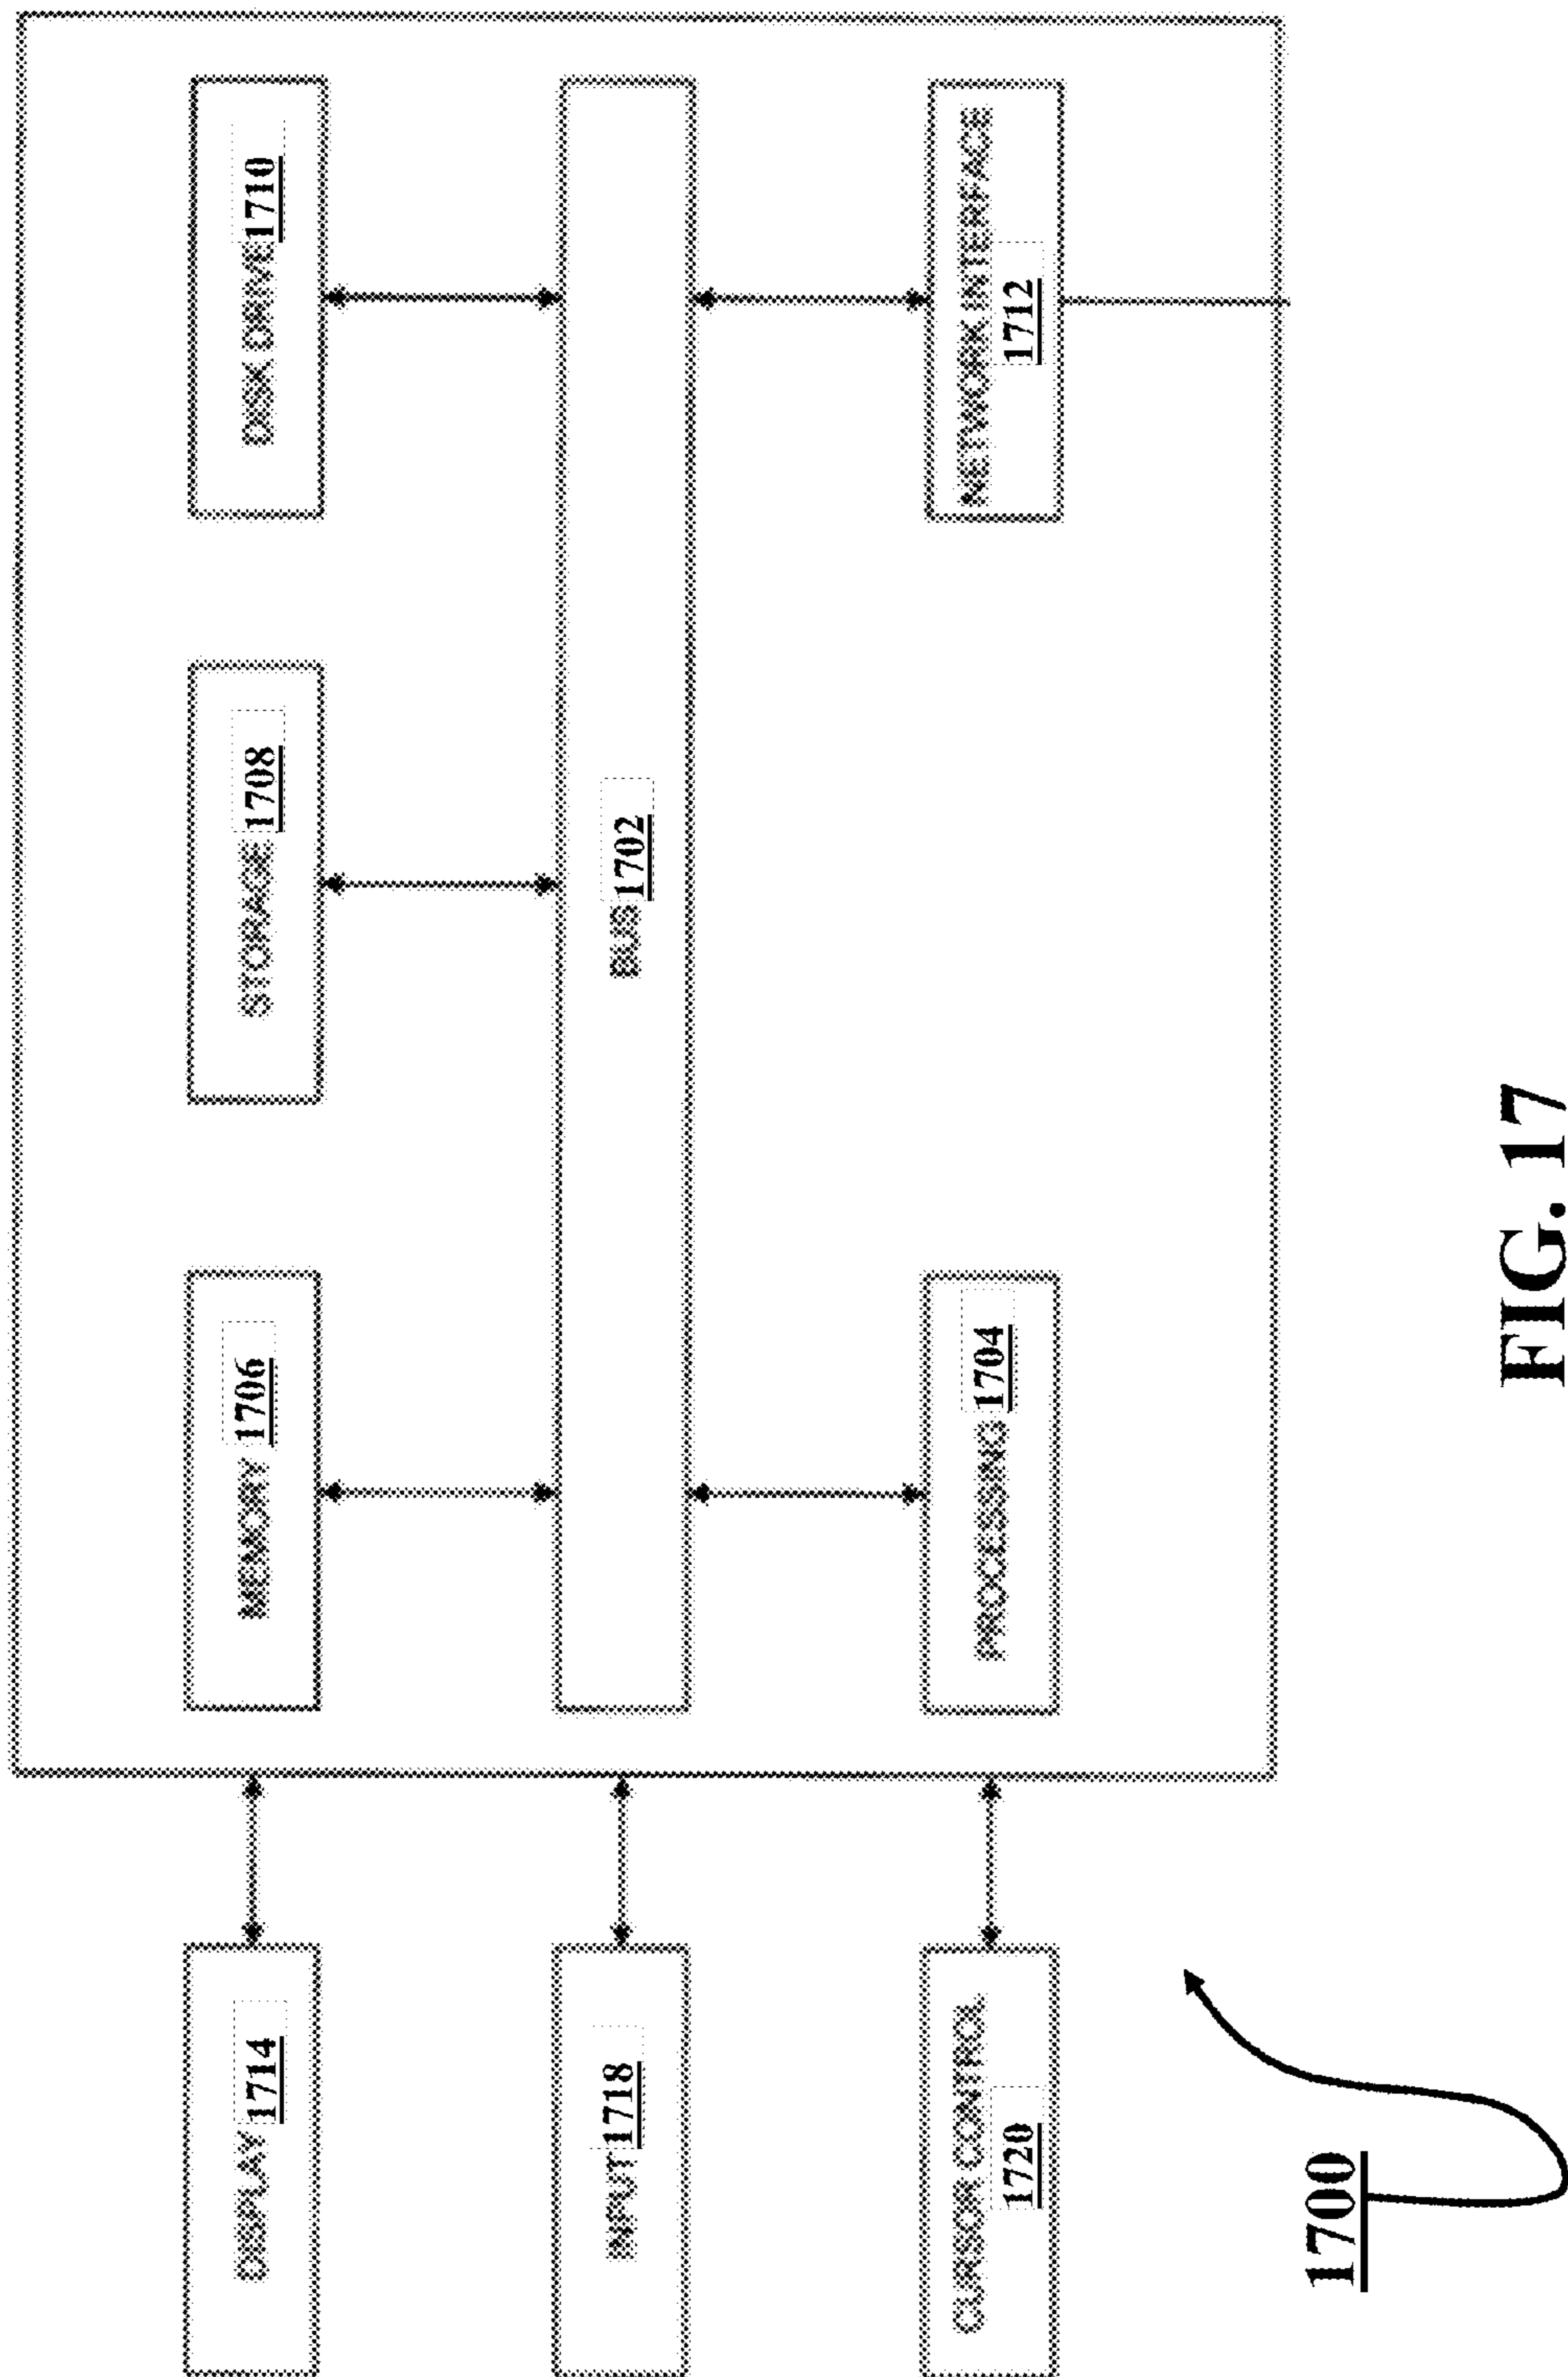 DISPLAY 1714
MEMORY 1706
STORAGE 1708
DISK DRIVE 1710
INPUT 1718
BUS 1702
CURSOR CONTROL
1720
PROCESSING 1704
NETWORK INTERFACE
1712
1700
FIG. 17